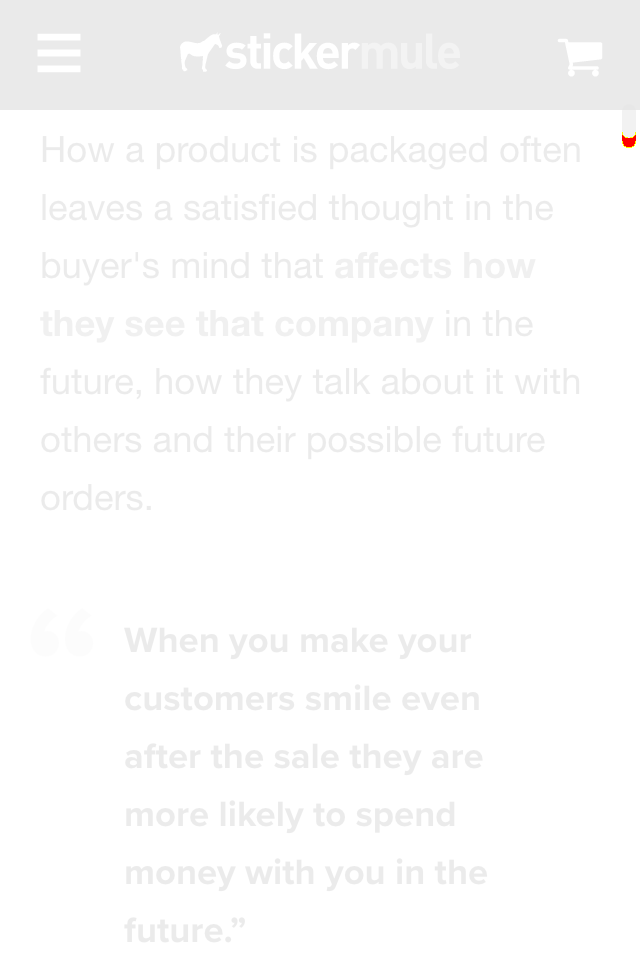 stickermule
How a product is packaged often
leaves a satisfied thought in the
buyer's mind that affects how
they see that company in the
future, how they talk about it with
others and their possible future
orders.
“ When you make your
customers smile even
after the sale they are
more likely to spend
money with you in the
future.”